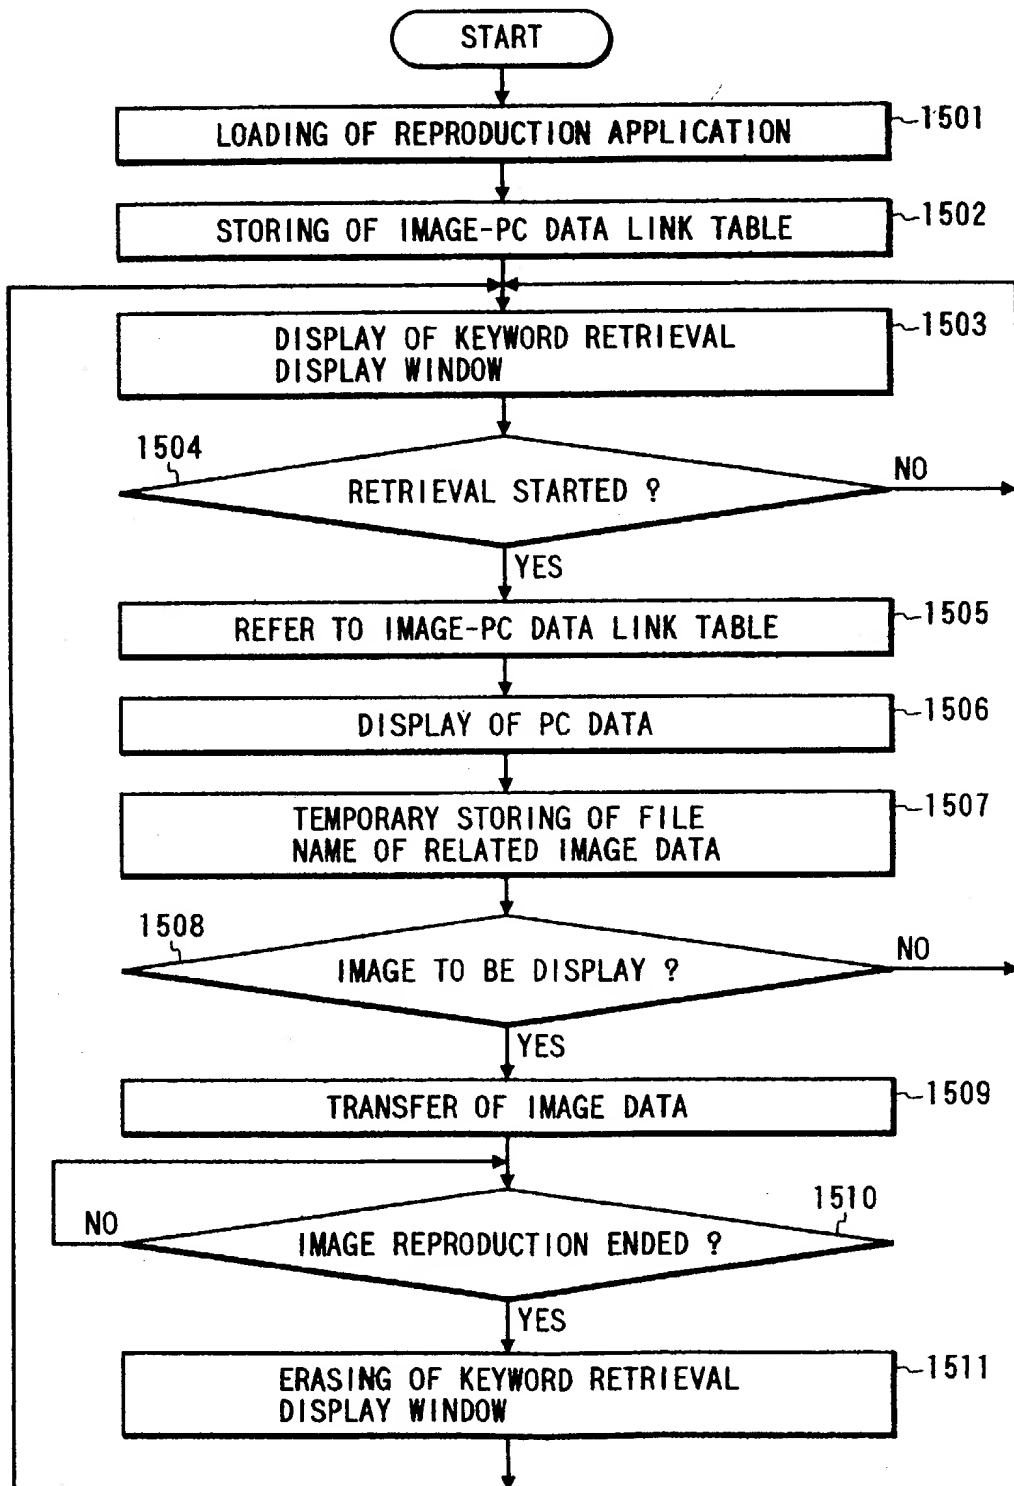 START
LOADING OF REPRODUCTION APPLICATION
1501
STORING OF IMAGE-PC DATA LINK TABLE
1502
DISPLAY OF KEYWORD RETRIEVAL
DISPLAY WINDOW
1503
1504
RETRIEVAL STARTED ?
NO
YES
REFER TO IMAGE-PC DATA LINK TABLE
1505
DISPLAY OF PC DATA
1506
TEMPORARY STORING OF FILE
NAME OF RELATED IMAGE DATA
1507
1508
IMAGE TO BE DISPLAY ?
NO
YES
TRANSFER OF IMAGE DATA
1509
1510
NO
IMAGE REPRODUCTION ENDED ?
YES
ERASING OF KEYWORD RETRIEVAL
DISPLAY WINDOW
1511